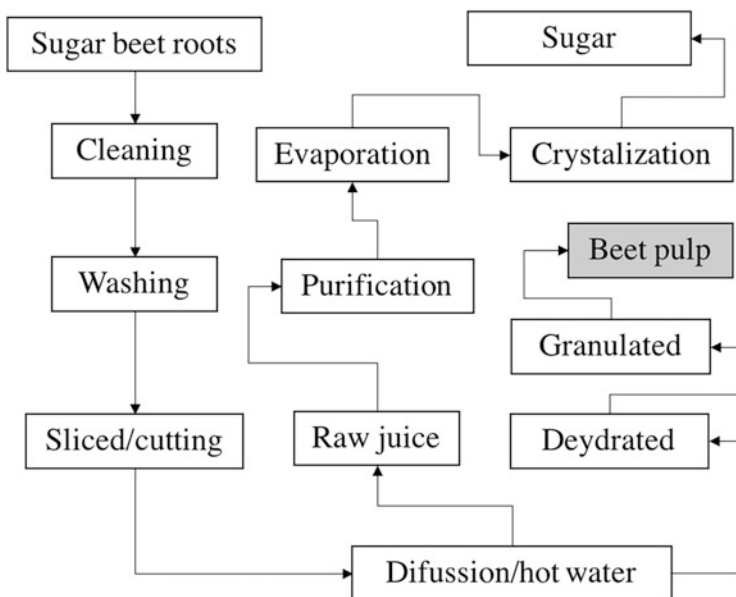 Sugar beet roots
Sugar
Cleaning
Evaporation
Crystalization
Beet pulp
Washing
Purification
Granulated
Sliced/cutting
Raw juice
Deydrated
Difussion/hot water